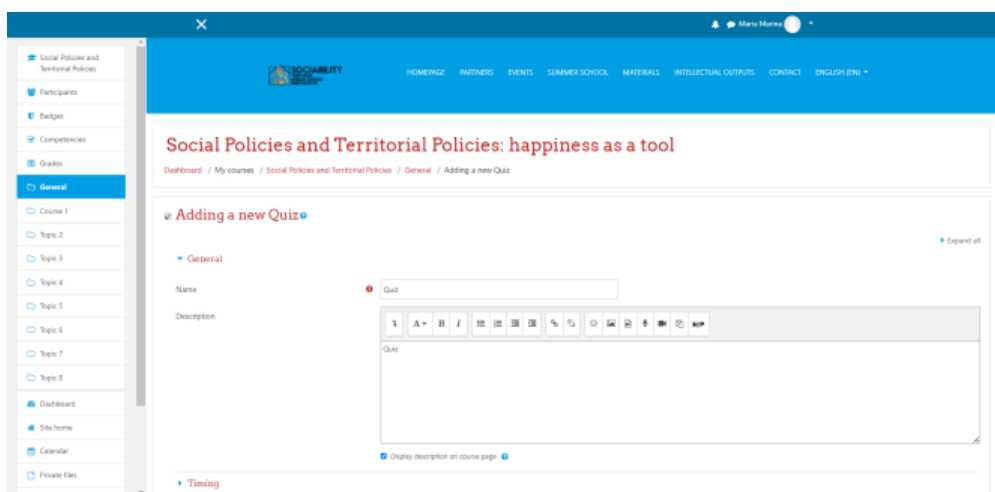 Maria Marina
Social Policies and
Territorial Policies
Participants
Badges
Competencies
Grades
General
Course 1
Topic 2
Topic 3
Topic 4
Topic 5
Topic 6
Topic 7
Topic 8
Dashboard
Site home
Calendar
Private files
SOCIABILITY
HOMEPAGE PARTNERS EVENTS SUMMER SCHOOL MATERIALS INTELLECTUAL OUTPUTS CONTACT ENGLISH (EN)
Social Policies and Territorial Policies: happiness as a tool
Dashboard / My courses / Social Policies and Territorial Policies / General / Adding a new Quiz
Adding a new Quiz
Expand all
General
Name
Quiz
Description
A B I H5P
Quiz
Display description on course page
Timing